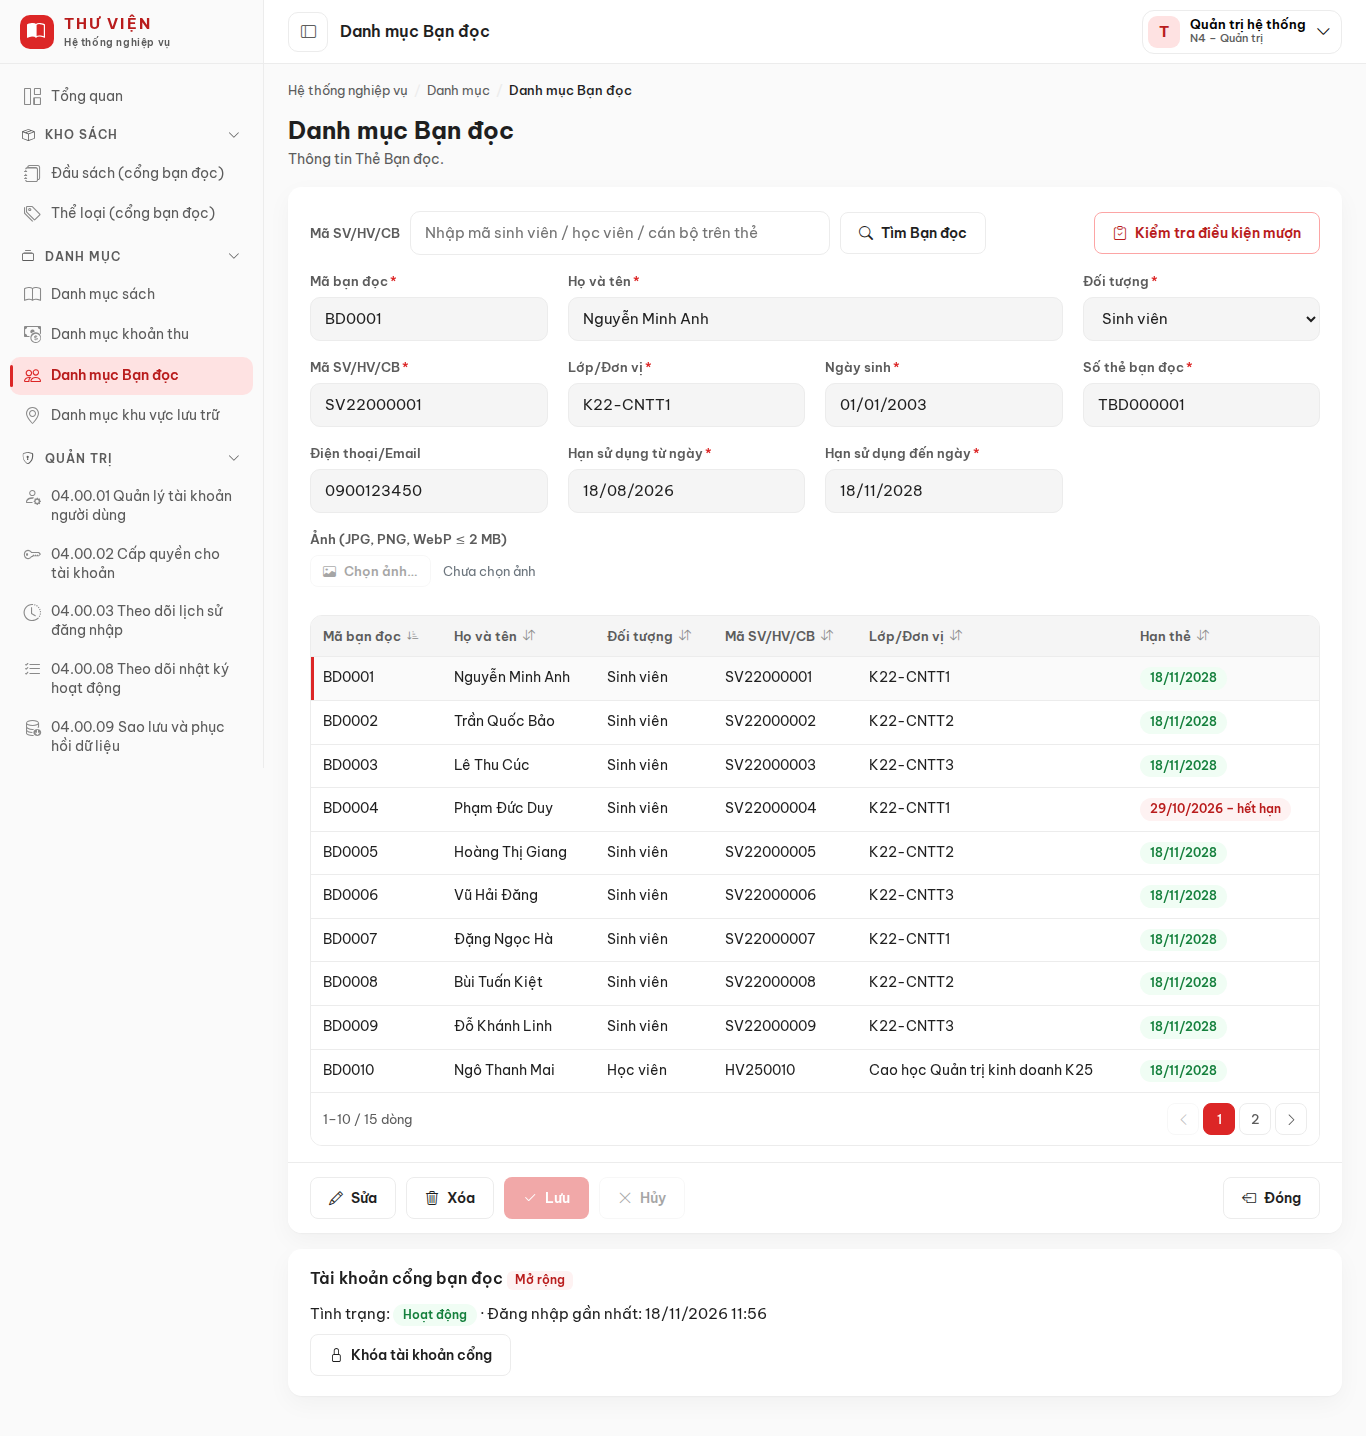 THƯ VIỆN
Hệ thống nghiệp vụ
Danh mục Bạn đọc
T
Quản trị hệ thống
N4 – Quản trị
Tổng quan
KHO SÁCH
Đầu sách (cổng bạn đọc)
Thể loại (cổng bạn đọc)
DANH MỤC
Danh mục sách
Danh mục khoản thu
Danh mục Bạn đọc
Danh mục khu vực lưu trữ
QUẢN TRỊ
04.00.01 Quản lý tài khoản
người dùng
04.00.02 Cấp quyền cho
tài khoản
04.00.03 Theo dõi lịch sử
đăng nhập
04.00.08 Theo dõi nhật ký
hoạt động
04.00.09 Sao lưu và phục
hồi dữ liệu
Hệ thống nghiệp vụ / Danh mục / Danh mục Bạn đọc
Danh mục Bạn đọc
Thông tin Thẻ Bạn đọc.
Mã SV/HV/CB Nhập mã sinh viên / học viên / cán bộ trên thẻ Tìm Bạn đọc Kiểm tra điều kiện mượn
Mã bạn đọc * Họ và tên * Đối tượng *
BD0001 Nguyễn Minh Anh Sinh viên
Mã SV/HV/CB * Lớp/Đơn vị * Ngày sinh * Số thẻ bạn đọc *
SV22000001 K22-CNTT1 01/01/2003 TBD000001
Điện thoại/Email Hạn sử dụng từ ngày * Hạn sử dụng đến ngày *
0900123450 18/08/2026 18/11/2028
Ảnh (JPG, PNG, WebP ≤ 2 MB)
Chọn ảnh... Chưa chọn ảnh
Mã bạn đọc Họ và tên Đối tượng Mã SV/HV/CB Lớp/Đơn vị Hạn thẻ
BD0001 Nguyễn Minh Anh Sinh viên SV22000001 K22-CNTT1 18/11/2028
BD0002 Trần Quốc Bảo Sinh viên SV22000002 K22-CNTT2 18/11/2028
BD0003 Lê Thu Cúc Sinh viên SV22000003 K22-CNTT3 18/11/2028
BD0004 Phạm Đức Duy Sinh viên SV22000004 K22-CNTT1 29/10/2026 – hết hạn
BD0005 Hoàng Thị Giang Sinh viên SV22000005 K22-CNTT2 18/11/2028
BD0006 Vũ Hải Đăng Sinh viên SV22000006 K22-CNTT3 18/11/2028
BD0007 Đặng Ngọc Hà Sinh viên SV22000007 K22-CNTT1 18/11/2028
BD0008 Bùi Tuấn Kiệt Sinh viên SV22000008 K22-CNTT2 18/11/2028
BD0009 Đỗ Khánh Linh Sinh viên SV22000009 K22-CNTT3 18/11/2028
BD0010 Ngô Thanh Mai Học viên HV250010 Cao học Quản trị kinh doanh K25 18/11/2028
1–10 / 15 dòng 1 2
Sửa Xóa Lưu Hủy Đóng
Tài khoản cổng bạn đọc Mở rộng
Tình trạng: Hoạt động · Đăng nhập gần nhất: 18/11/2026 11:56
Khóa tài khoản cổng